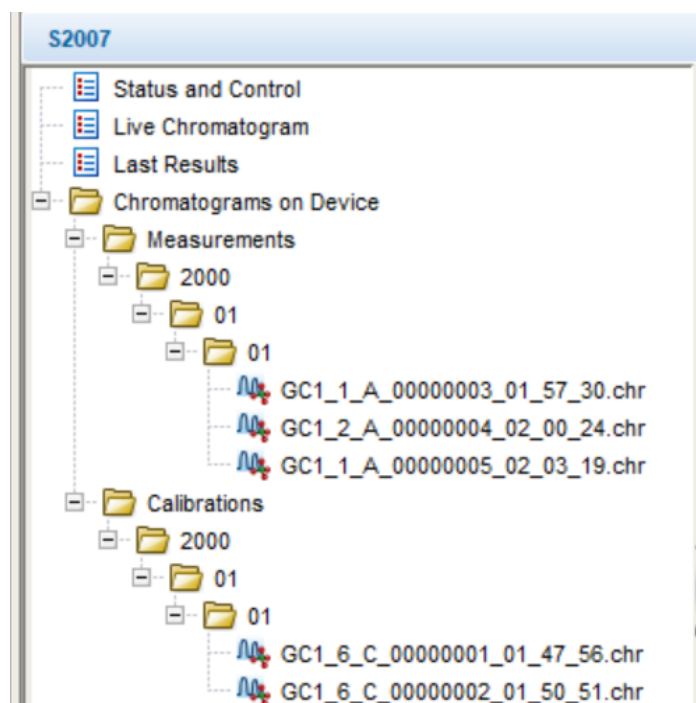 S2007
Status and Control
Live Chromatogram
Last Results
Chromatograms on Device
Measurements
2000
01
01
GC1_1_A_00000003_01_57_30.chr
GC1_2_A_00000004_02_00_24.chr
GC1_1_A_00000005_02_03_19.chr
Calibrations
2000
01
01
GC1_6_C_00000001_01_47_56.chr
GC1_6_C_00000002_01_50_51.chr